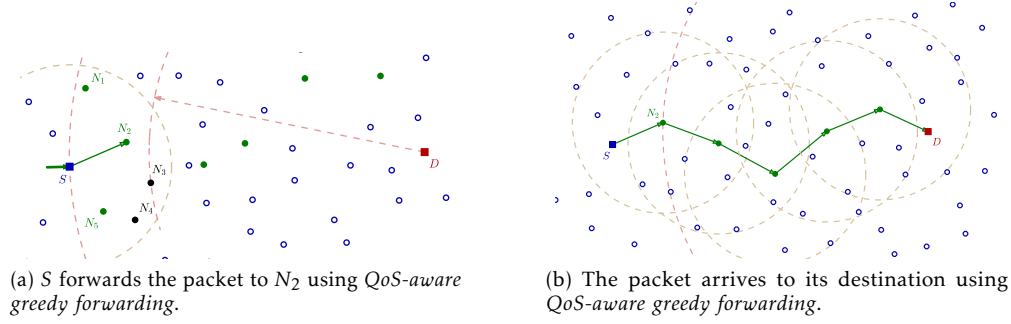 N1
N2
S
N3
D
N4
N5
N2
S
D
(a) S forwards the packet to N2 using QoS-aware
greedy forwarding.
(b) The packet arrives to its destination using
QoS-aware greedy forwarding.